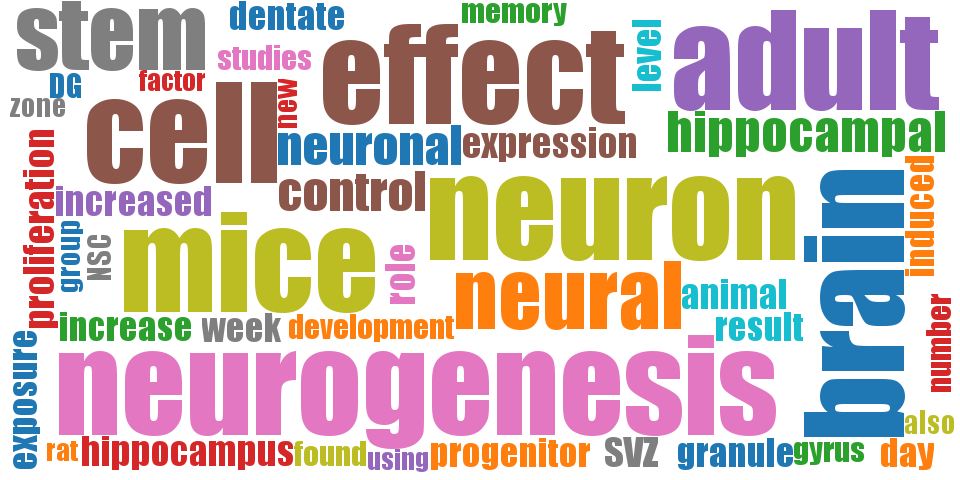 stem
dentate
memory
studies
effect
level
adult
DG
factor
zone
cell
new
neuronal
expression
hippocampal
proliferation
increased
control
neuron
brain
induced
group
NSC
mice
role
neural
animal
increase
week
development
result
number
exposure
neurogenesis
also
rat
hippocampus
found
using
progenitor
SVZ
granule
gyrus
day